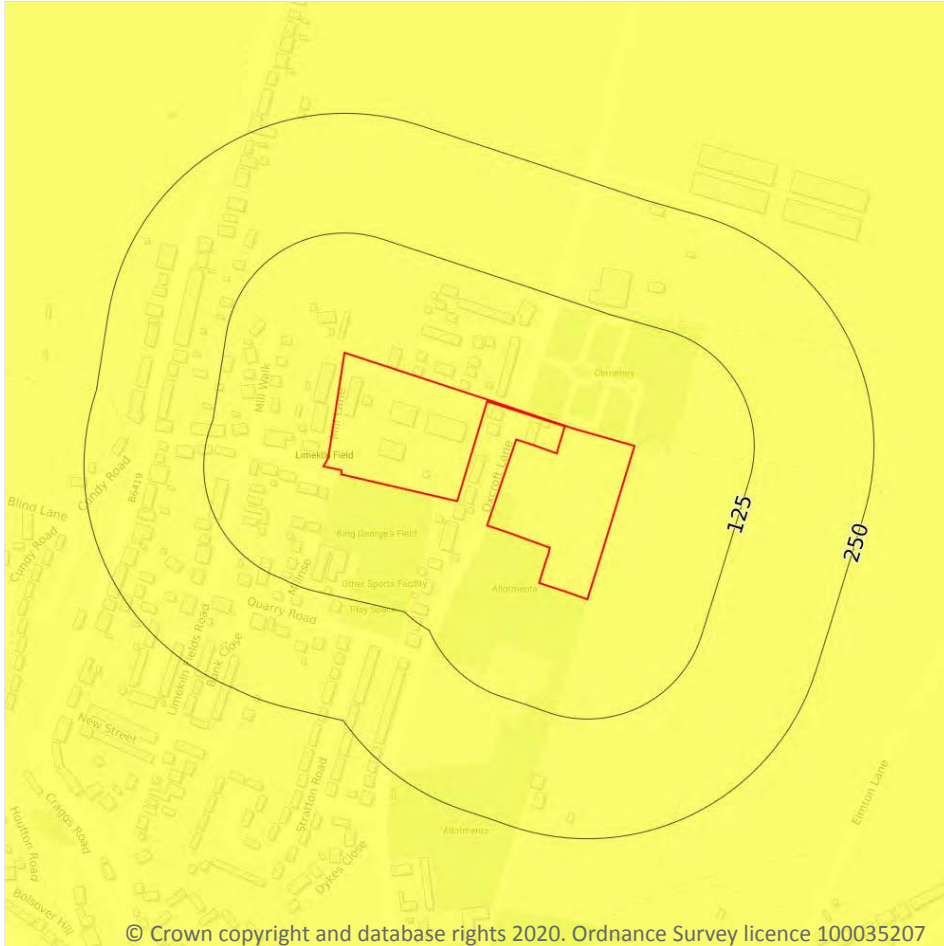 Cemetery
Mill Walk
Mill Lane
Limekiln Field
Oxcroft Lane
Cundy Road
B6419
125
250
Blind Lane
Cundy Road
King George's Field
Other Sports Facility
Play Space
Allotments
Millrise
Quarry Road
Limekiln Fields Road
Bank Close
New Street
Stratton Road
Elmton Lane
Craggs Road
Houfton Road
Allotments
Dykes Close
Bolsover Hill
© Crown copyright and database rights 2020. Ordnance Survey licence 100035207